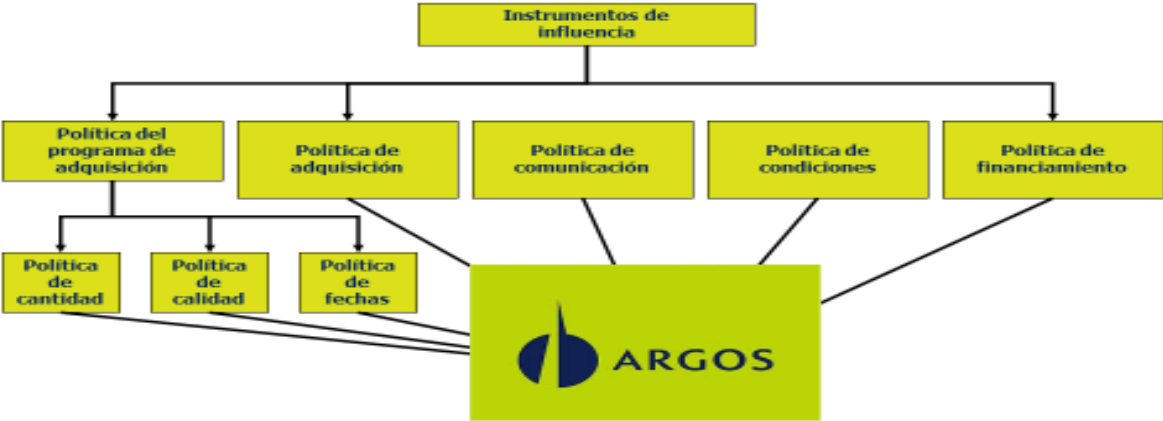 Instrumentos de
influencia
Política del
programa de
adquisición
Política de
adquisición
Política de
comunicación
Política de
condiciones
Política de
financiamiento
Política
de
cantidad
Política
de
calidad
Política
de
fechas
ARGOS